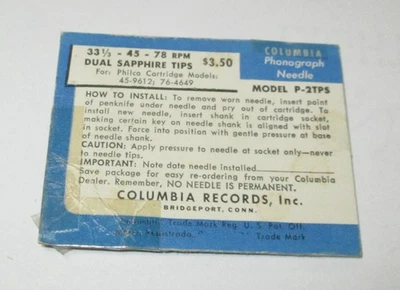 33⅓ - 45 - 78 RPM
DUAL SAPPHIRE TIPS $3.50
For: Philco Cartridge Models:
45-9612; 76-4649
COLUMBIA
Phonograph
Needle
MODEL P-2TPS
HOW TO INSTALL: To remove worn needle, insert point
of penknife under needle and pry out of cartridge. To
install new needle, insert shank in cartridge socket,
making certain key on needle shank is aligned with slot
in socket. Force into position with gentle pressure at base
of needle shank.
CAUTION: Apply pressure to needle at socket only—never
to needle tips.
IMPORTANT: Note date needle installed
Save package for easy re-ordering from your Columbia
Dealer. Remember, NO NEEDLE IS PERMANENT.
COLUMBIA RECORDS, Inc.
BRIDGEPORT, CONN.
Trade Mark Reg. U. S. Pat. Off.
Registrada. Trade Mark